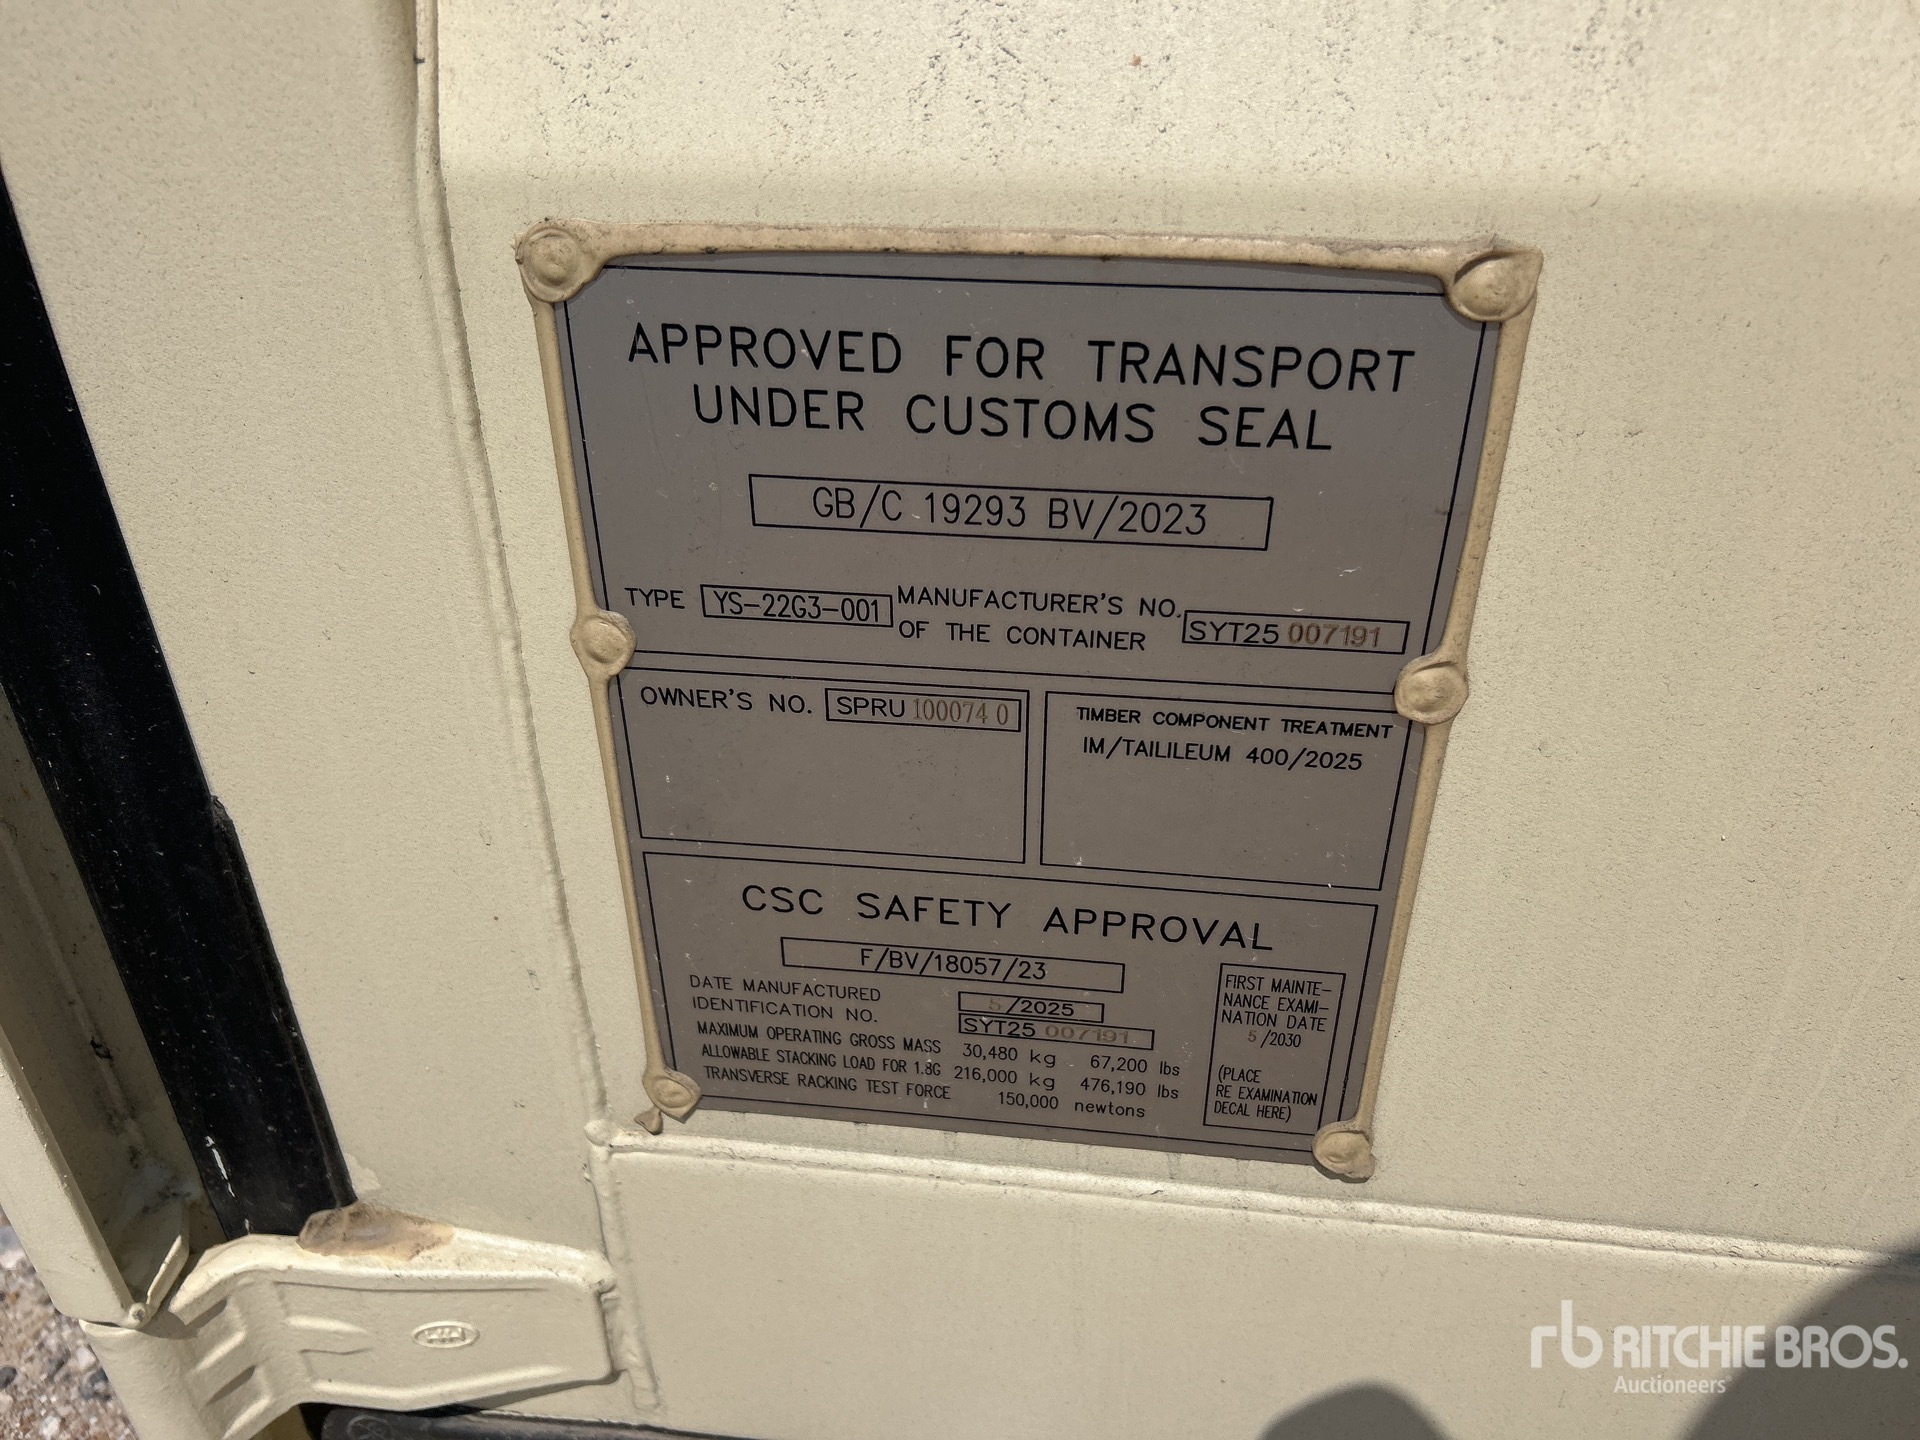 APPROVED FOR TRANSPORT
UNDER CUSTOMS SEAL
GB/C 19293 BV/2023
TYPE YS-22G3-001 MANUFACTURER'S NO. SYT25 007191
OF THE CONTAINER
OWNER'S NO. SPRU 100074 0
TIMBER COMPONENT TREATMENT
IM/TAILILEUM 400/2025
CSC SAFETY APPROVAL
F/BV/18057/23
DATE MANUFACTURED 5/2025
IDENTIFICATION NO. SYT25 007191
MAXIMUM OPERATING GROSS MASS 30,480 kg 67,200 lbs
ALLOWABLE STACKING LOAD FOR 1.8G 216,000 kg 476,190 lbs
TRANSVERSE RACKING TEST FORCE 150,000 newtons
FIRST MAINTE-
NANCE EXAMI-
NATION DATE
5/2030
(PLACE
RE EXAMINATION
DECAL HERE)
rb RITCHIE BROS.
Auctioneers